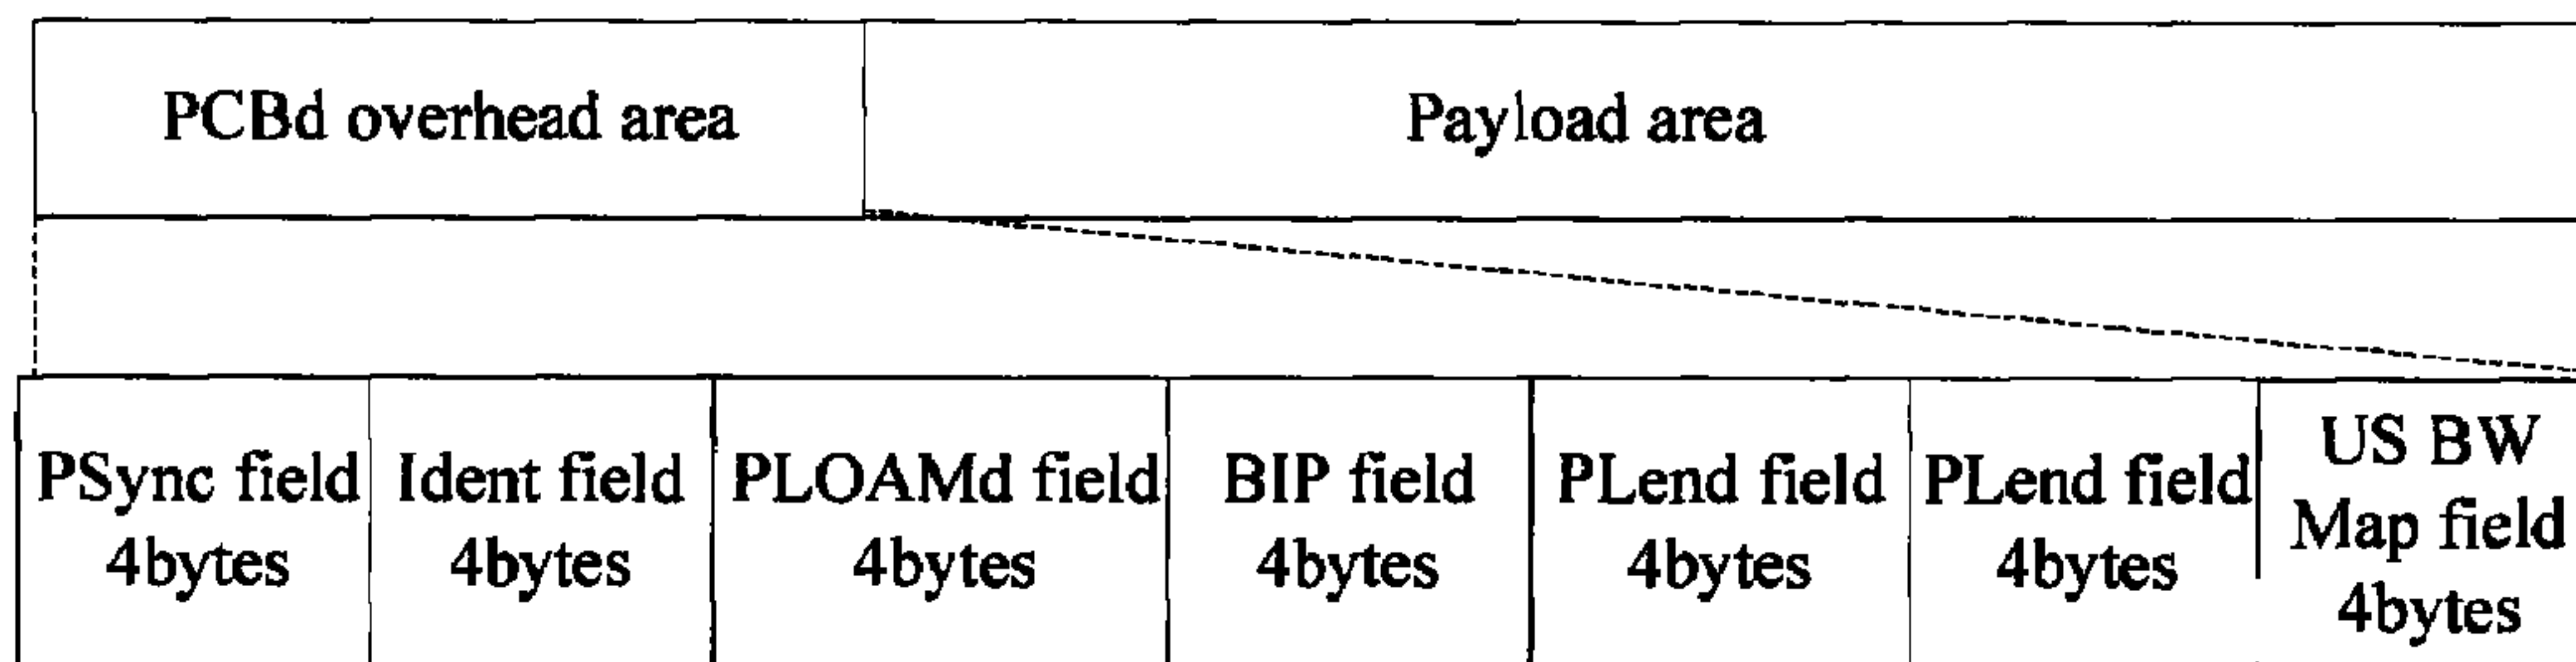 PCBd overhead area
Payload area
PSync field
4bytes
Ident field
4bytes
PLOAMd field
4bytes
BIP field
4bytes
PLend field
4bytes
PLend field
4bytes
US BW
Map field
4bytes